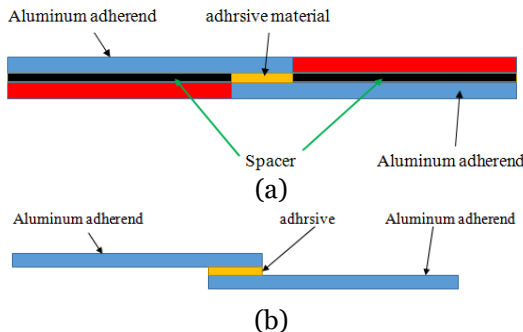 Aluminum adherend
adhrsive material
Spacer
Aluminum adherend
(a)
Aluminum adherend
adhrsive
Aluminum adherend
(b)